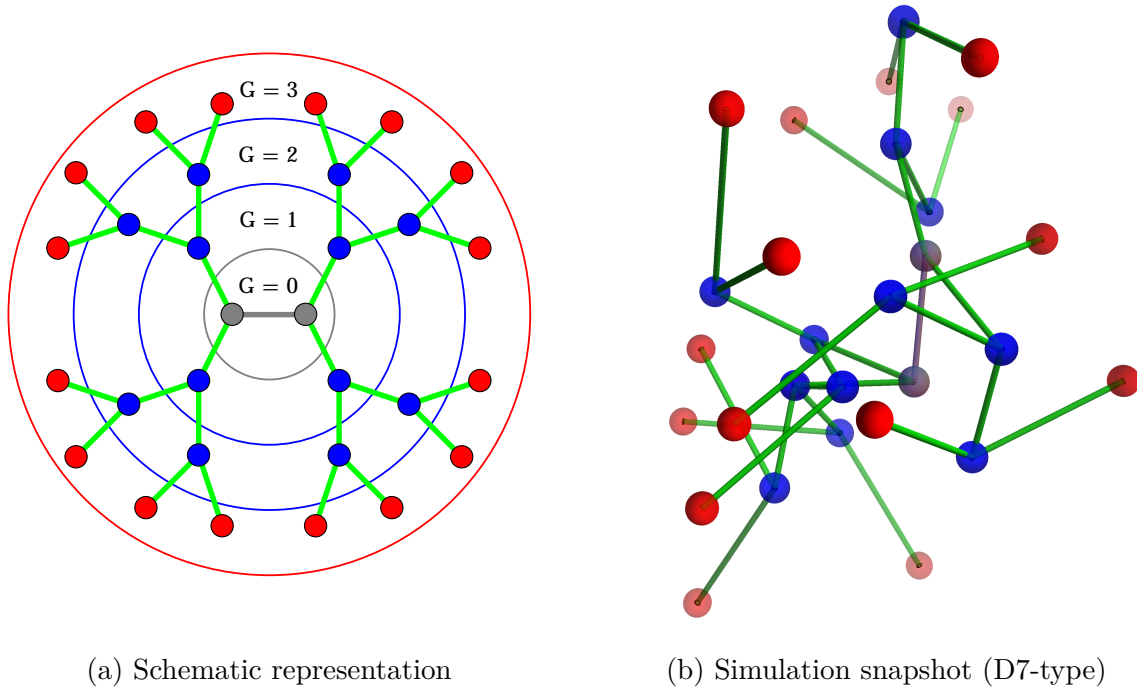 G = 3
G = 2
G = 1
G = 0
(a) Schematic representation
(b) Simulation snapshot (D7-type)